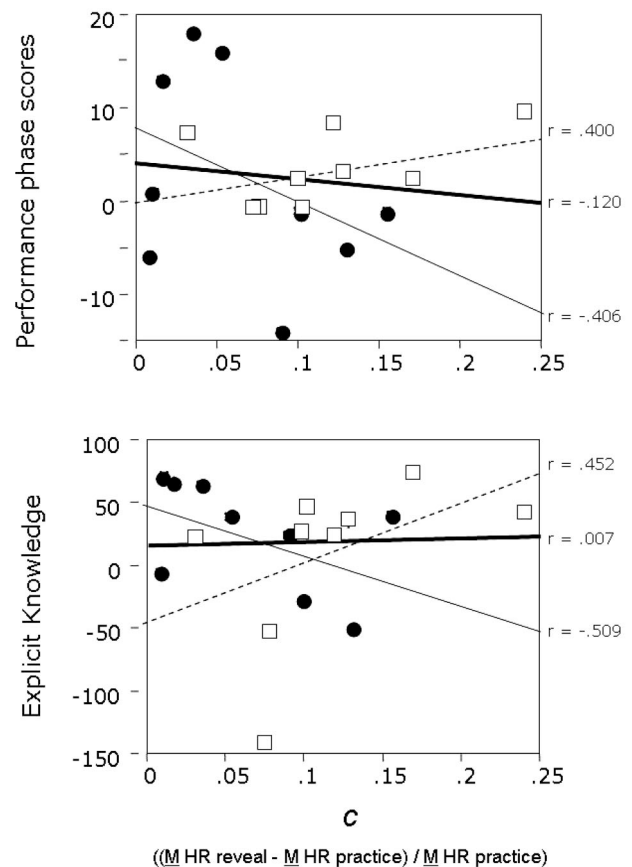 Performance phase scores
20
10
0
-10
0
.05
.1
.15
.2
.25
r = .400
r = -.120
r = -.406
Explicit Knowledge
100
50
0
-50
-100
-150
0
.05
.1
.15
.2
.25
r = .452
r = .007
r = -.509
c
((M HR reveal - M HR practice) / M HR practice)